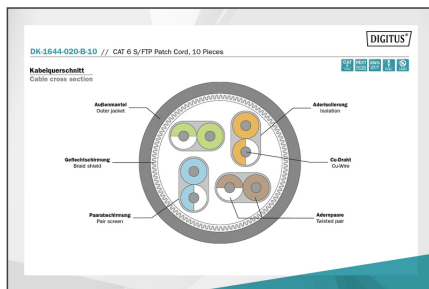 DIGITUS®
DK-1644-020-B-10 // CAT 6 S/FTP Patch Cord, 10 Pieces
Kabelquerschnitt
Cable cross section
Außenmantel
Outer jacket
Aderisolierung
Isolation
Geflechtschirmung
Braid shield
Cu-Draht
Cu-Wire
Paarabschirmung
Pair screen
Adernpaare
Twisted pair